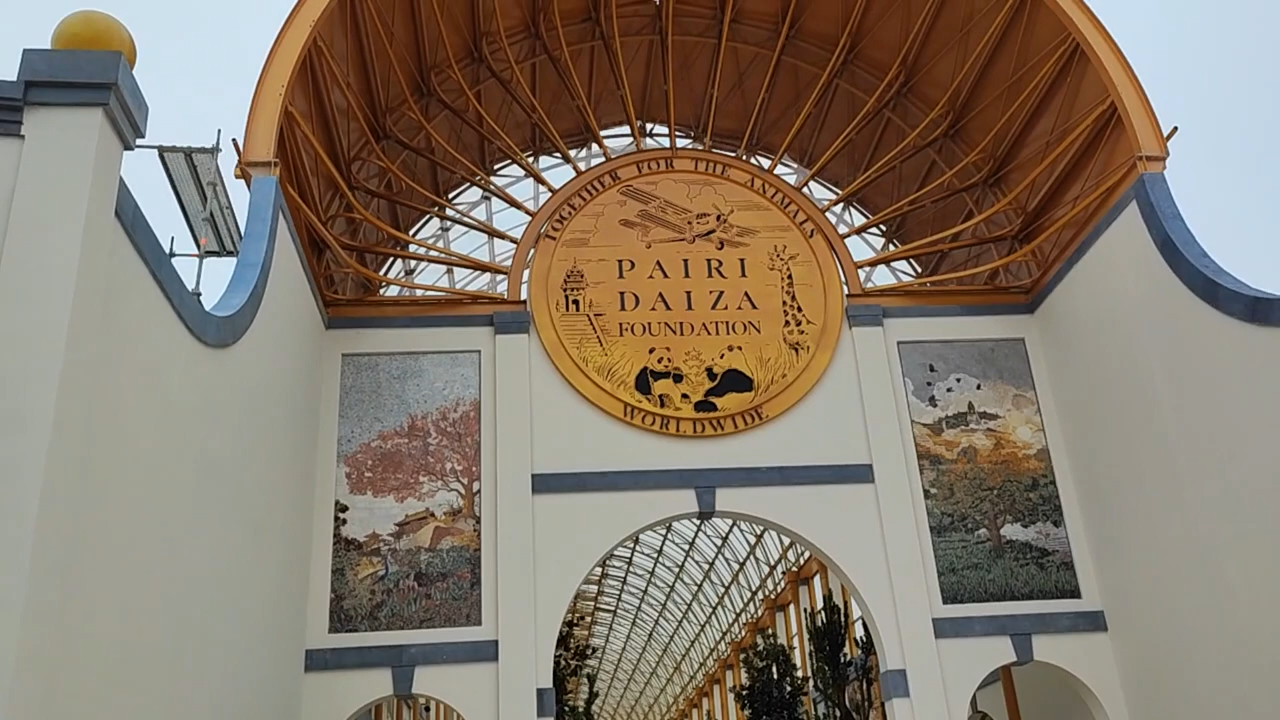 TOGETHER FOR THE ANIMALS
PAIRI
DAIZA
FOUNDATION
WORLDWIDE